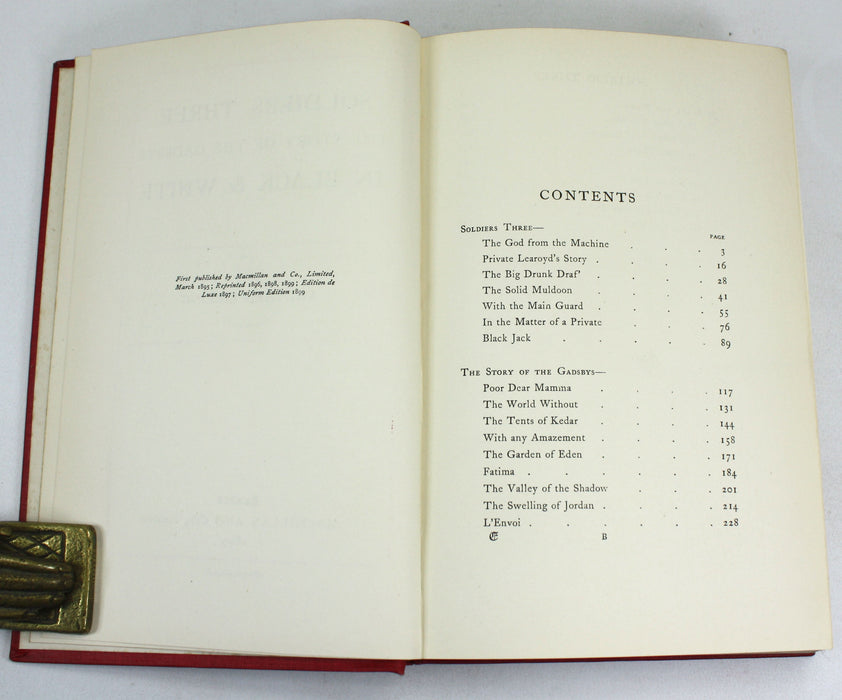 First published by Macmillan and Co., Limited,
March 1895; Reprinted 1896, 1898, 1899; Edition de
Luxe 1897; Uniform Edition 1899
CONTENTS
SOLDIERS THREE—
PAGE
The God from the Machine . . . 3
Private Learoyd's Story . . . . 16
The Big Drunk Draf' . . . . 28
The Solid Muldoon . . . . 41
With the Main Guard . . . . 55
In the Matter of a Private . . . 76
Black Jack . . . . . 89
THE STORY OF THE GADSBYS—
Poor Dear Mamma . . . . 117
The World Without . . . . 131
The Tents of Kedar . . . . 144
With any Amazement . . . . 158
The Garden of Eden . . . . 171
Fatima . . . . . . 184
The Valley of the Shadow . . . 201
The Swelling of Jordan . . . . 214
L'Envoi . . . . . . 228
E B